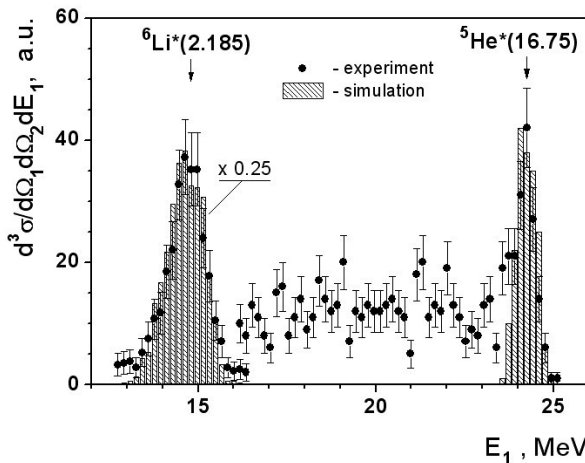 60
40
20
0
15
20
25
d³σ/dΩ₁dΩ₂dE₁, a.u.
⁶Li*(2.185)
⁵He*(16.75)
- experiment
- simulation
x 0.25
E₁ , MeV